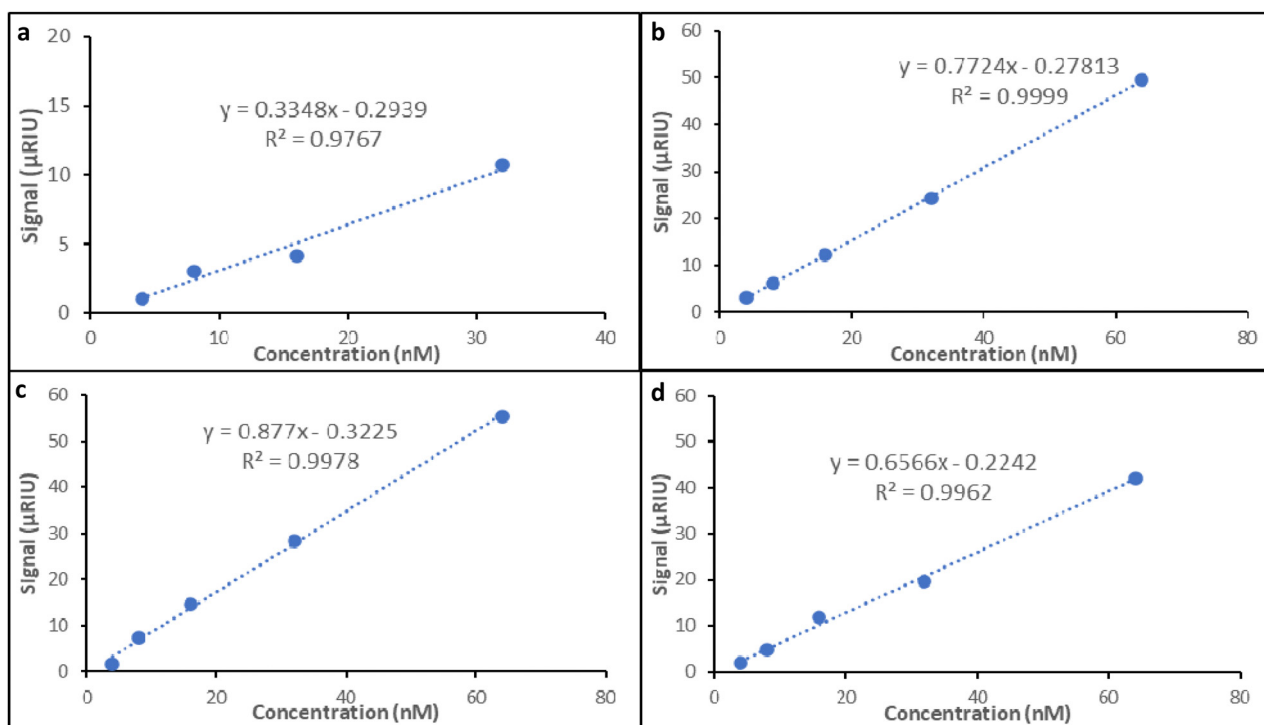 a
20
15
10
5
0
Signal (µRIU)
y = 0.3348x - 0.2939
R² = 0.9767
0 10 20 30 40
Concentration (nM)
b
60
50
40
30
20
10
0
Signal (µRIU)
y = 0.7724x - 0.27813
R² = 0.9999
0 20 40 60 80
Concentration (nM)
c
60
50
40
30
20
10
0
Signal (µRIU)
y = 0.877x - 0.3225
R² = 0.9978
0 20 40 60 80
Concentration (nM)
d
60
50
40
30
20
10
0
Signal (µRIU)
y = 0.6566x - 0.2242
R² = 0.9962
0 20 40 60 80
Concentration (nM)